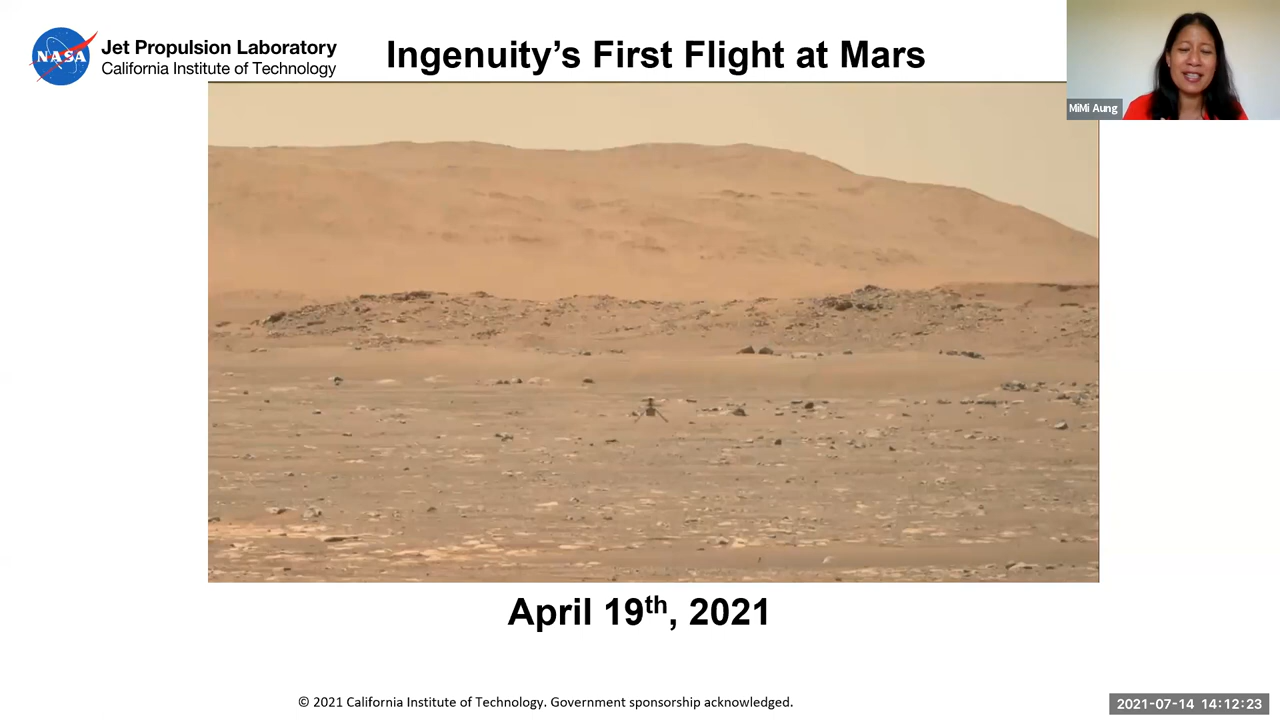 NASA
Jet Propulsion Laboratory
California Institute of Technology
Ingenuity’s First Flight at Mars
MiMi Aung
April 19th, 2021
© 2021 California Institute of Technology. Government sponsorship acknowledged.
2021-07-14 14:12:23